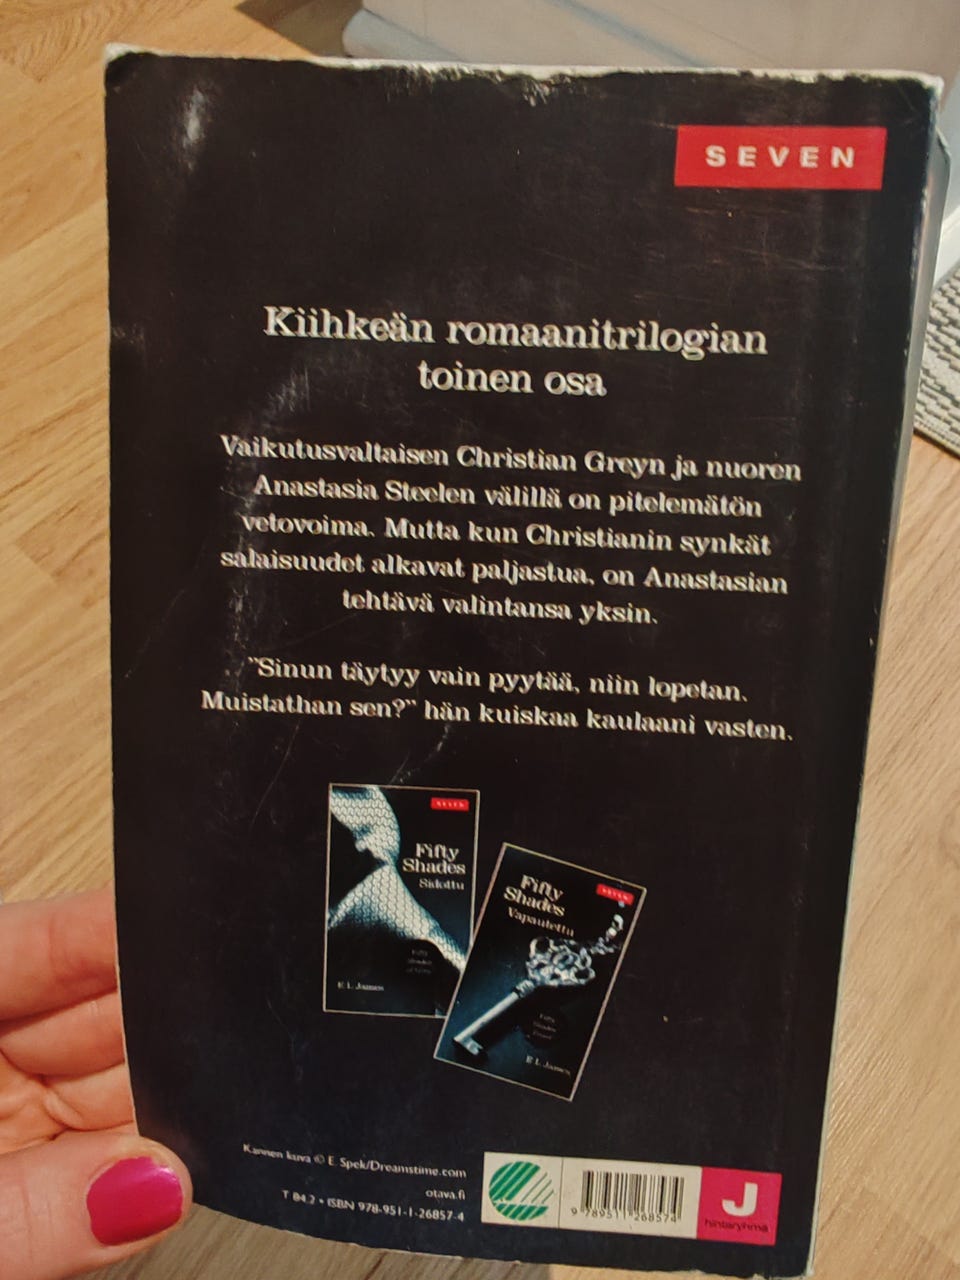 SEVEN
Kiihkeän romaanitrilogian
toinen osa
Vaikutusvaltaisen Christian Greyn ja nuoren
Anastasia Steelen välillä on pitelemätön
vetovoima. Mutta kun Christianin synkät
salaisuudet alkavat paljastua, on Anastasian
tehtävä valintansa yksin.
"Sinun täytyy vain pyytää, niin lopetan.
Muistathan sen?" hän kuiskaa kaulaani vasten.
SEVEN
Fifty
Shades
Sidottu
E L James
SEVEN
Fifty
Shades
Vapautettu
E L James
Kannen kuva © E. Spek/Dreamstime.com
otava.fi
T 84.2 • ISBN 978-951-1-26857-4
9 789511 268574
J
hintaryhmä